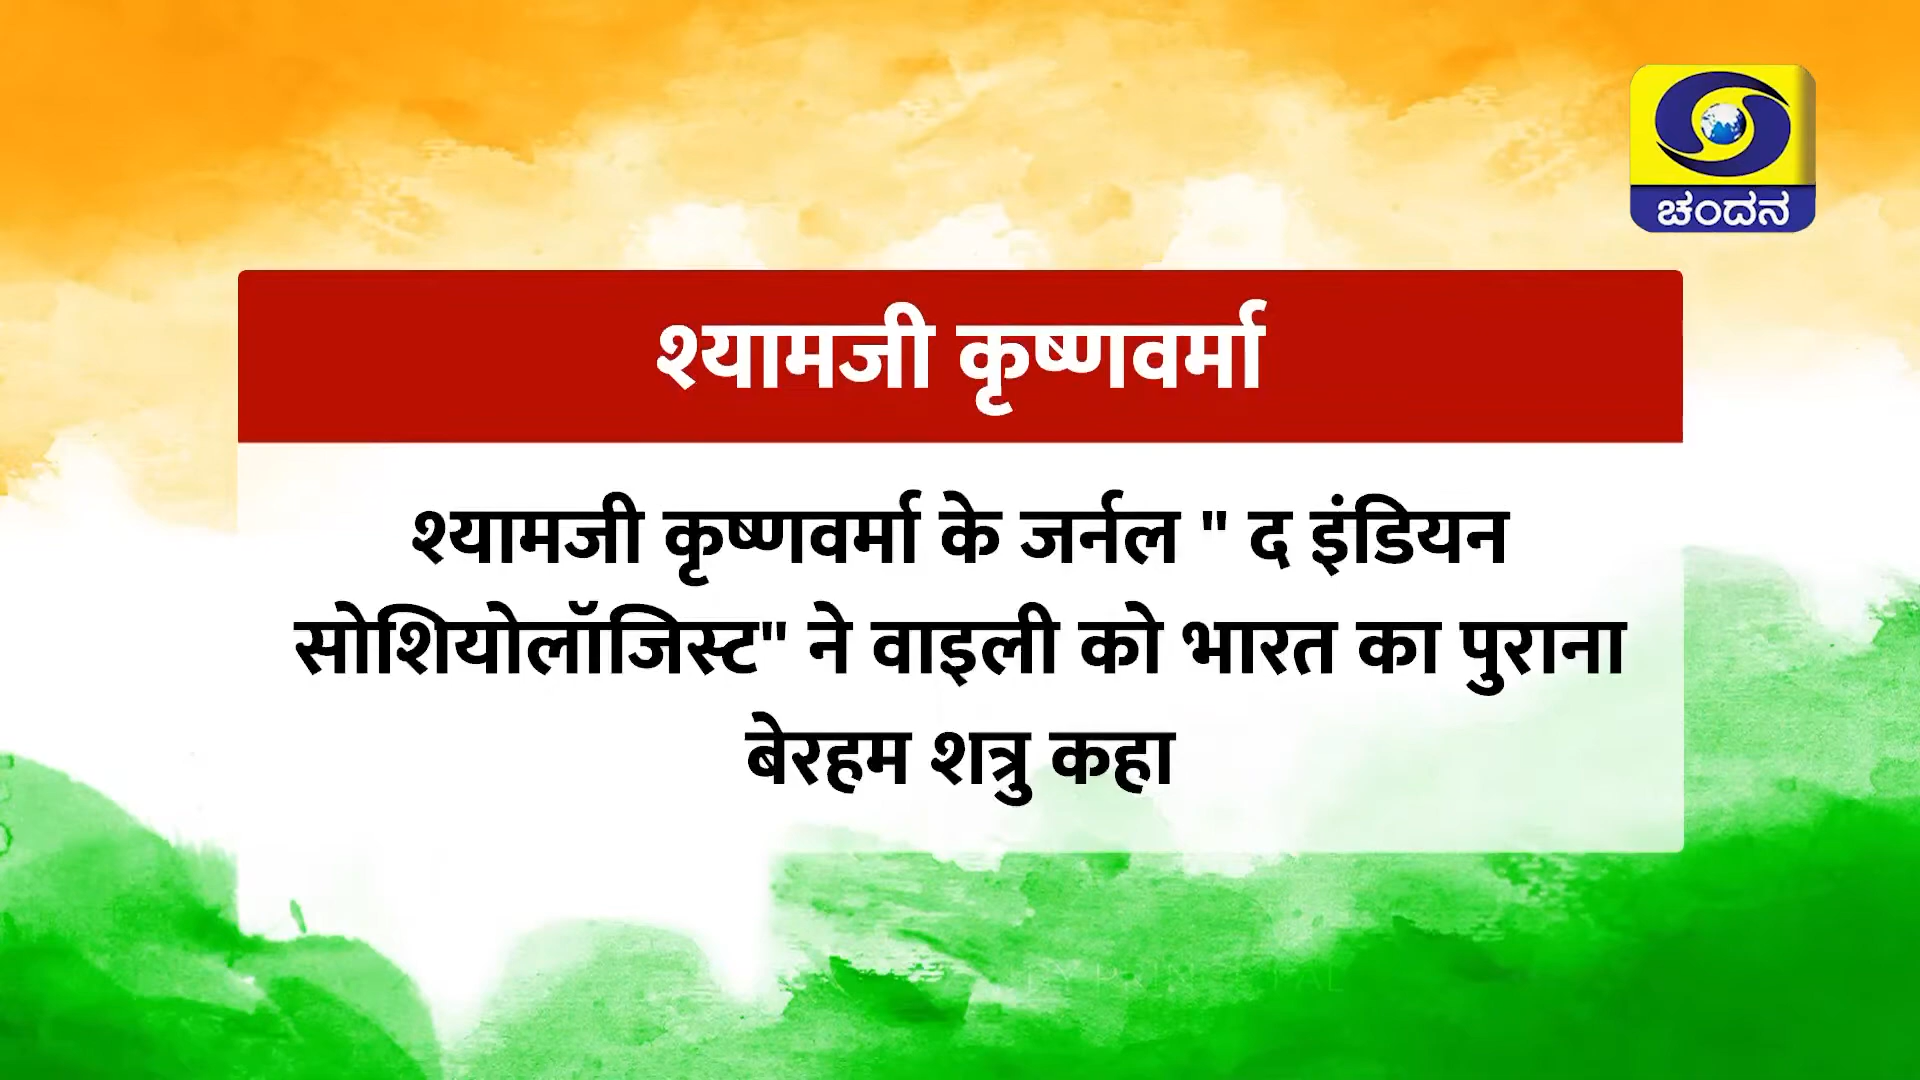 ಚಂದನ
श्यामजी कृष्णवर्मा
श्यामजी कृष्णवर्मा के जर्नल " द इंडियन
सोशियोलॉजिस्ट" ने वाइली को भारत का पुराना
बेरहम शत्रु कहा